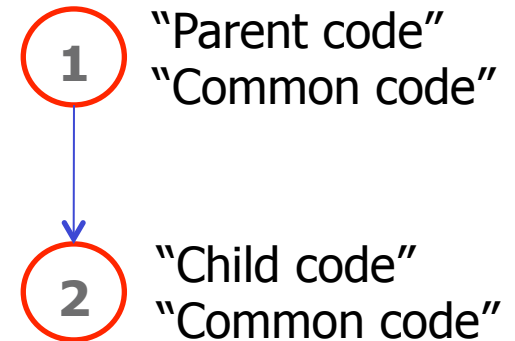 1
“Parent code”
“Common code”
2
“Child code”
“Common code”